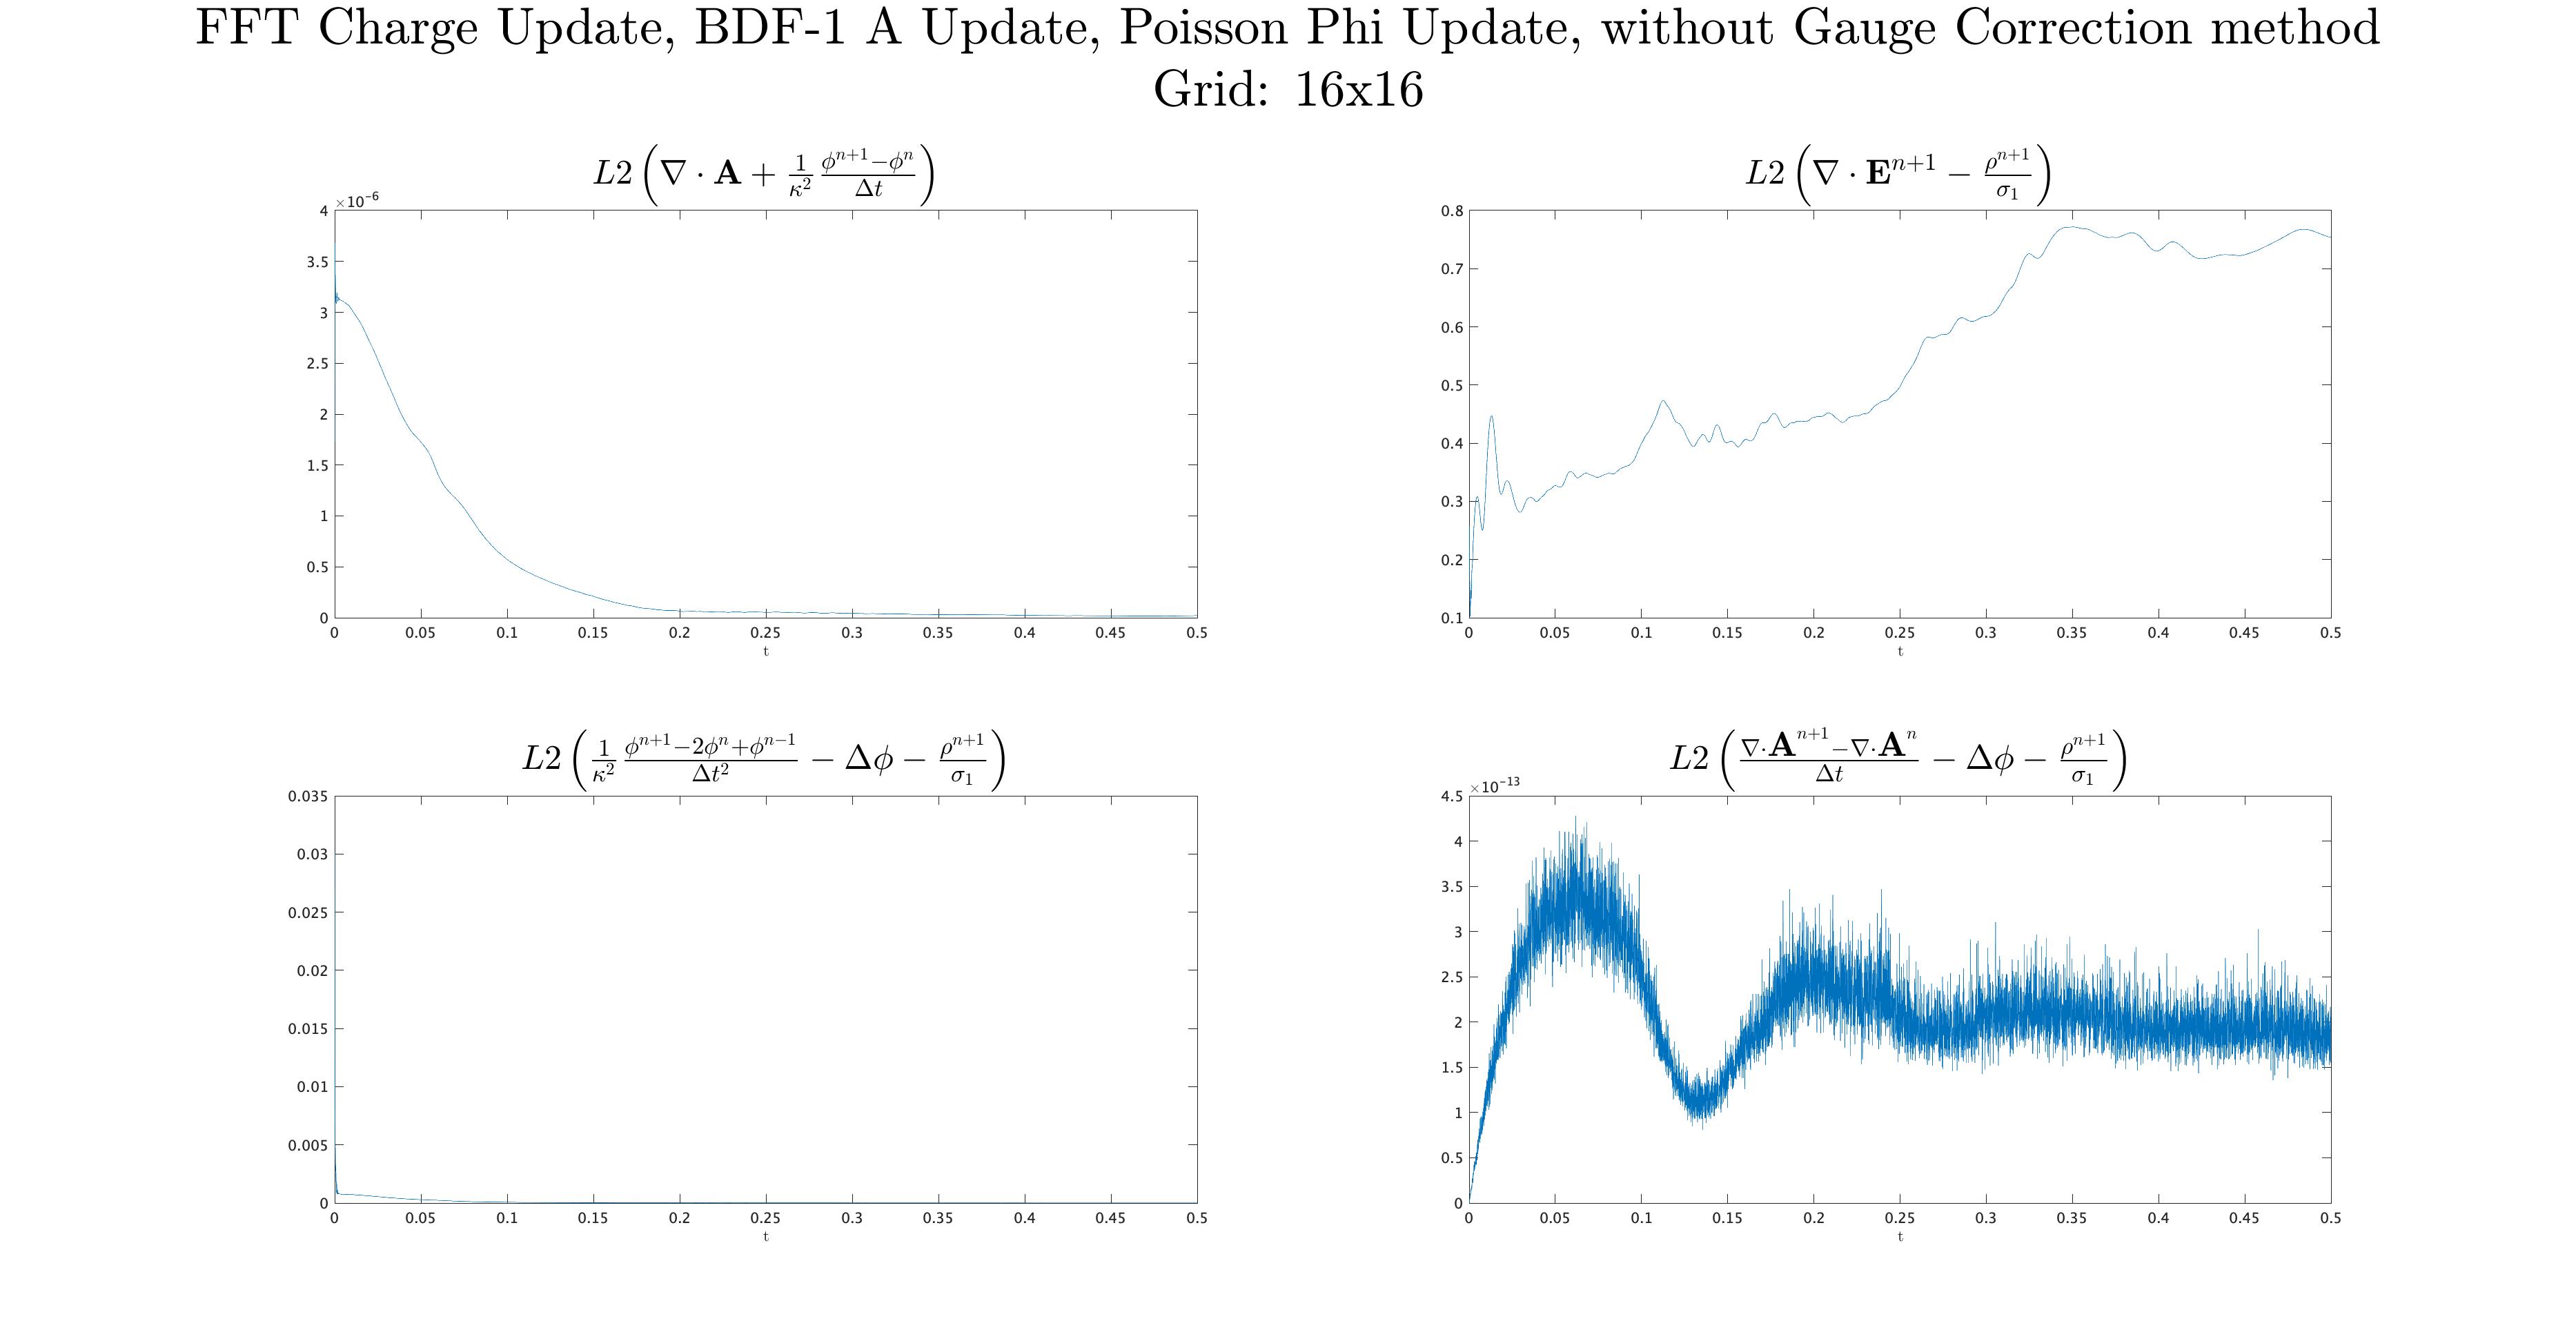 FFT Charge Update, BDF-1 A Update, Poisson Phi Update, without Gauge Correction method
Grid: 16x16
L2(∇·A + 1/κ² (φⁿ⁺¹−φⁿ)/Δt)
×10⁻⁶
4
3.5
3
2.5
2
1.5
1
0.5
0
0 0.05 0.1 0.15 0.2 0.25 0.3 0.35 0.4 0.45 0.5
t
L2(∇·Eⁿ⁺¹ − ρⁿ⁺¹/σ₁)
0.8
0.7
0.6
0.5
0.4
0.3
0.2
0.1
0 0.05 0.1 0.15 0.2 0.25 0.3 0.35 0.4 0.45 0.5
t
L2(1/κ² (φⁿ⁺¹−2φⁿ+φⁿ⁻¹)/Δt² − Δφ − ρⁿ⁺¹/σ₁)
0.035
0.03
0.025
0.02
0.015
0.01
0.005
0
0 0.05 0.1 0.15 0.2 0.25 0.3 0.35 0.4 0.45 0.5
t
L2((∇·Aⁿ⁺¹−∇·Aⁿ)/Δt − Δφ − ρⁿ⁺¹/σ₁)
×10⁻¹³
4.5
4
3.5
3
2.5
2
1.5
1
0.5
0
0 0.05 0.1 0.15 0.2 0.25 0.3 0.35 0.4 0.45 0.5
t